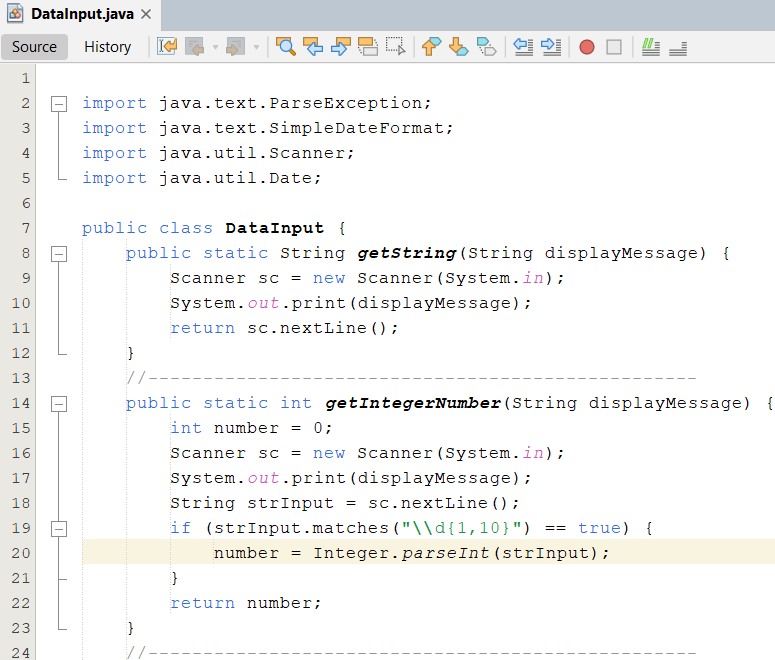 DataInput.java ×
Source History
1
2 import java.text.ParseException;
3 import java.text.SimpleDateFormat;
4 import java.util.Scanner;
5 import java.util.Date;
6
7 public class DataInput {
8 public static String getString(String displayMessage) {
9 Scanner sc = new Scanner(System.in);
10 System.out.print(displayMessage);
11 return sc.nextLine();
12 }
13 //--------------------------------------------------
14 public static int getIntegerNumber(String displayMessage) {
15 int number = 0;
16 Scanner sc = new Scanner(System.in);
17 System.out.print(displayMessage);
18 String strInput = sc.nextLine();
19 if (strInput.matches("\\d{1,10}") == true) {
20 number = Integer.parseInt(strInput);
21 }
22 return number;
23 }
24 //--------------------------------------------------